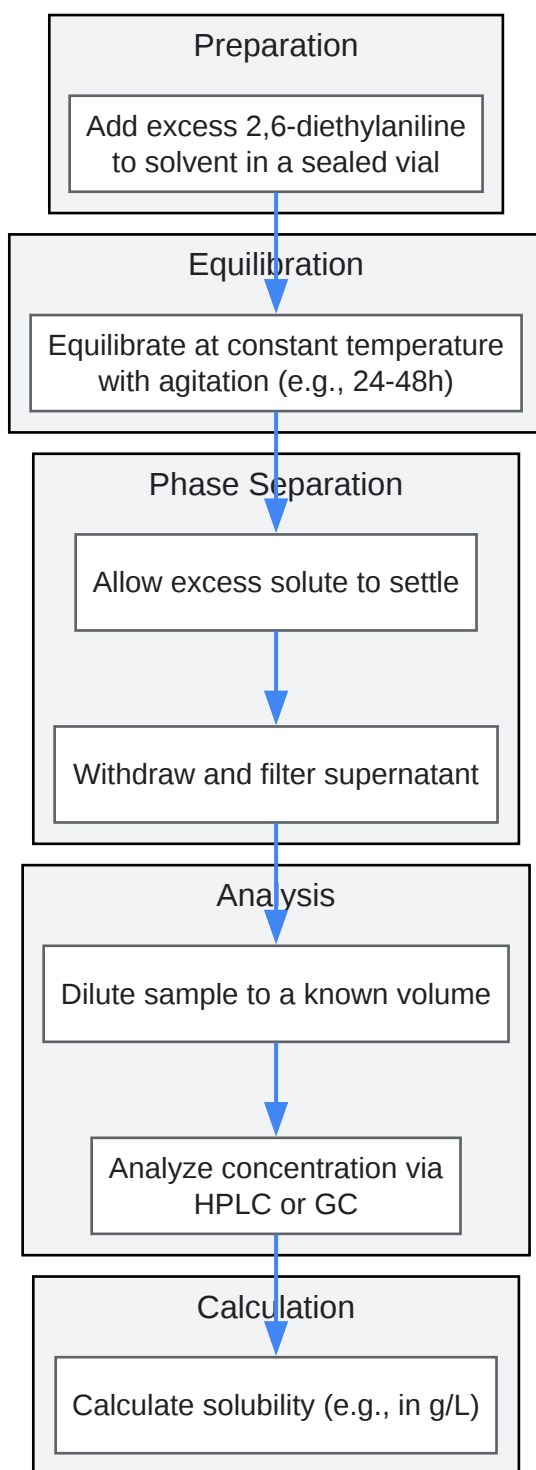 Preparation
Add excess 2,6-diethylaniline
to solvent in a sealed vial
Equilibration
Equilibrate at constant temperature
with agitation (e.g., 24-48h)
Phase Separation
Allow excess solute to settle
Withdraw and filter supernatant
Analysis
Dilute sample to a known volume
Analyze concentration via
HPLC or GC
Calculation
Calculate solubility (e.g., in g/L)